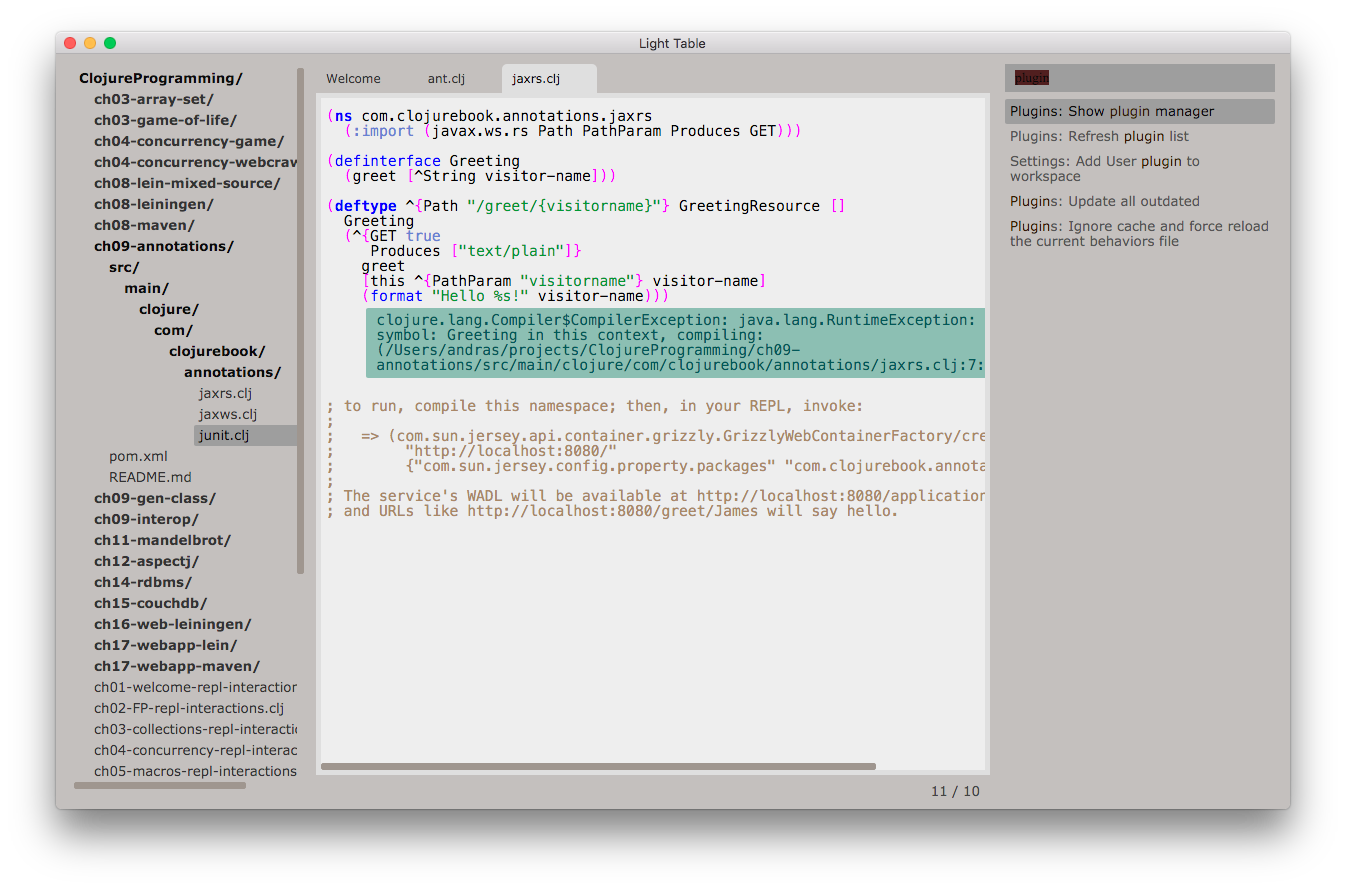 Light Table
ClojureProgramming/
ch03-array-set/
ch03-game-of-life/
ch04-concurrency-game/
ch04-concurrency-webcraw
ch08-lein-mixed-source/
ch08-leiningen/
ch08-maven/
ch09-annotations/
src/
main/
clojure/
com/
clojurebook/
annotations/
jaxrs.clj
jaxws.clj
junit.clj
pom.xml
README.md
ch09-gen-class/
ch09-interop/
ch11-mandelbrot/
ch12-aspectj/
ch14-rdbms/
ch15-couchdb/
ch16-web-leiningen/
ch17-webapp-lein/
ch17-webapp-maven/
ch01-welcome-repl-interaction
ch02-FP-repl-interactions.clj
ch03-collections-repl-interactic
ch04-concurrency-repl-interac
ch05-macros-repl-interactions
Welcome ant.clj jaxrs.clj
(ns com.clojurebook.annotations.jaxrs
  (:import (javax.ws.rs Path PathParam Produces GET)))
(definterface Greeting
  (greet [^String visitor-name]))
(deftype ^{Path "/greet/{visitorname}"} GreetingResource []
  Greeting
  (^{GET true
     Produces ["text/plain"]}
    greet
    [this ^{PathParam "visitorname"} visitor-name]
    (format "Hello %s!" visitor-name)))
clojure.lang.Compiler$CompilerException: java.lang.RuntimeException:
symbol: Greeting in this context, compiling:
(/Users/andras/projects/ClojureProgramming/ch09-
annotations/src/main/clojure/com/clojurebook/annotations/jaxrs.clj:7:
; to run, compile this namespace; then, in your REPL, invoke:
;
;   => (com.sun.jersey.api.container.grizzly.GrizzlyWebContainerFactory/cre
;        "http://localhost:8080/"
;        {"com.sun.jersey.config.property.packages" "com.clojurebook.annota
;
; The service's WADL will be available at http://localhost:8080/application
; and URLs like http://localhost:8080/greet/James will say hello.
11 / 10
plugin
Plugins: Show plugin manager
Plugins: Refresh plugin list
Settings: Add User plugin to
workspace
Plugins: Update all outdated
Plugins: Ignore cache and force reload
the current behaviors file